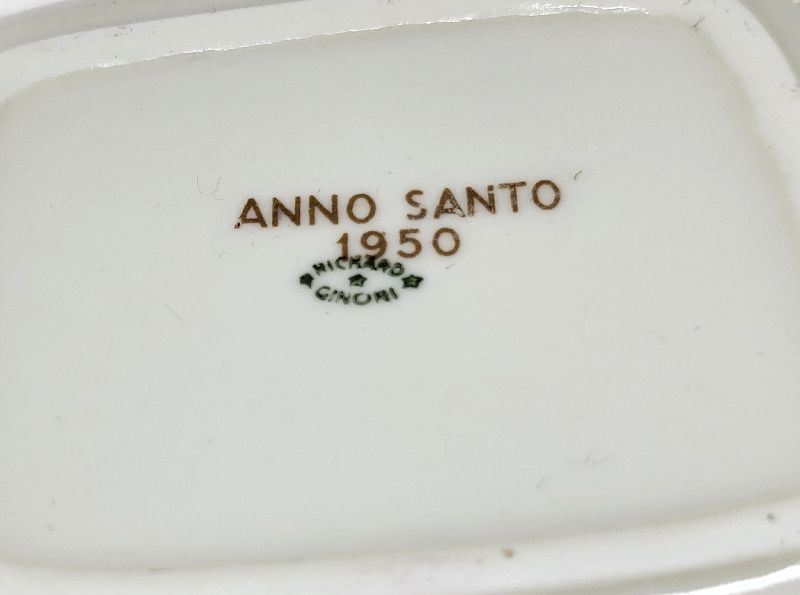 ANNO SANTO
1950
RICHARD
GINORI